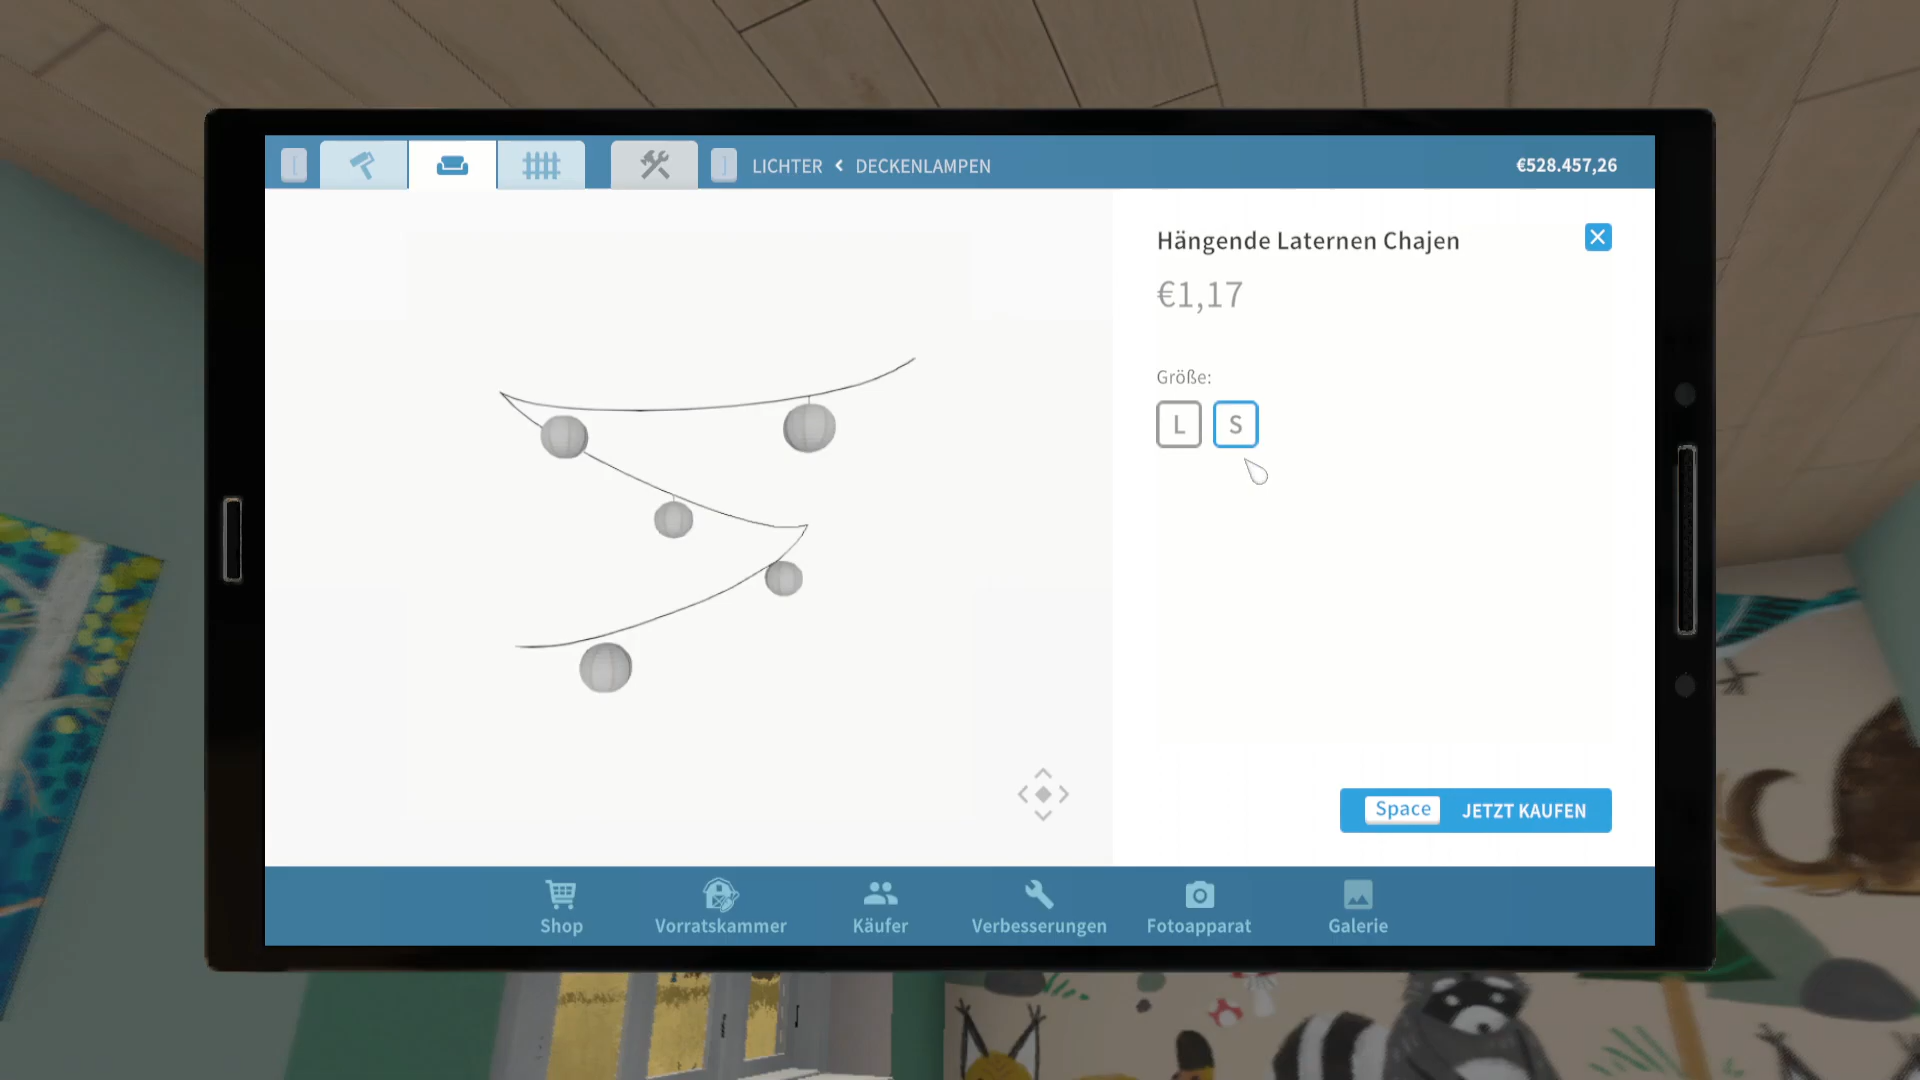 [
]
LICHTER < DECKENLAMPEN
€528.457,26
Hängende Laternen Chajen
€1,17
Größe:
L
S
Space JETZT KAUFEN
Shop
Vorratskammer
Käufer
Verbesserungen
Fotoapparat
Galerie